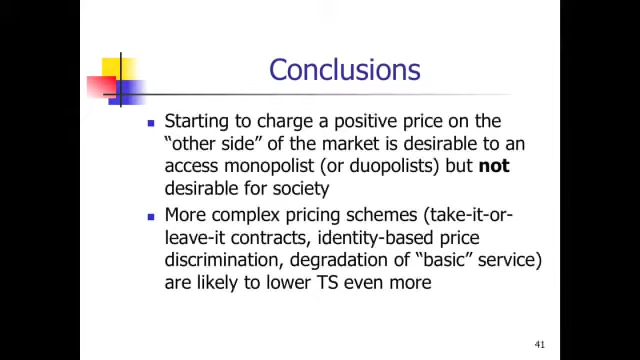 Conclusions
Starting to charge a positive price on the
“other side” of the market is desirable to an
access monopolist (or duopolists) but not
desirable for society
More complex pricing schemes (take-it-or-
leave-it contracts, identity-based price
discrimination, degradation of “basic” service)
are likely to lower TS even more
41